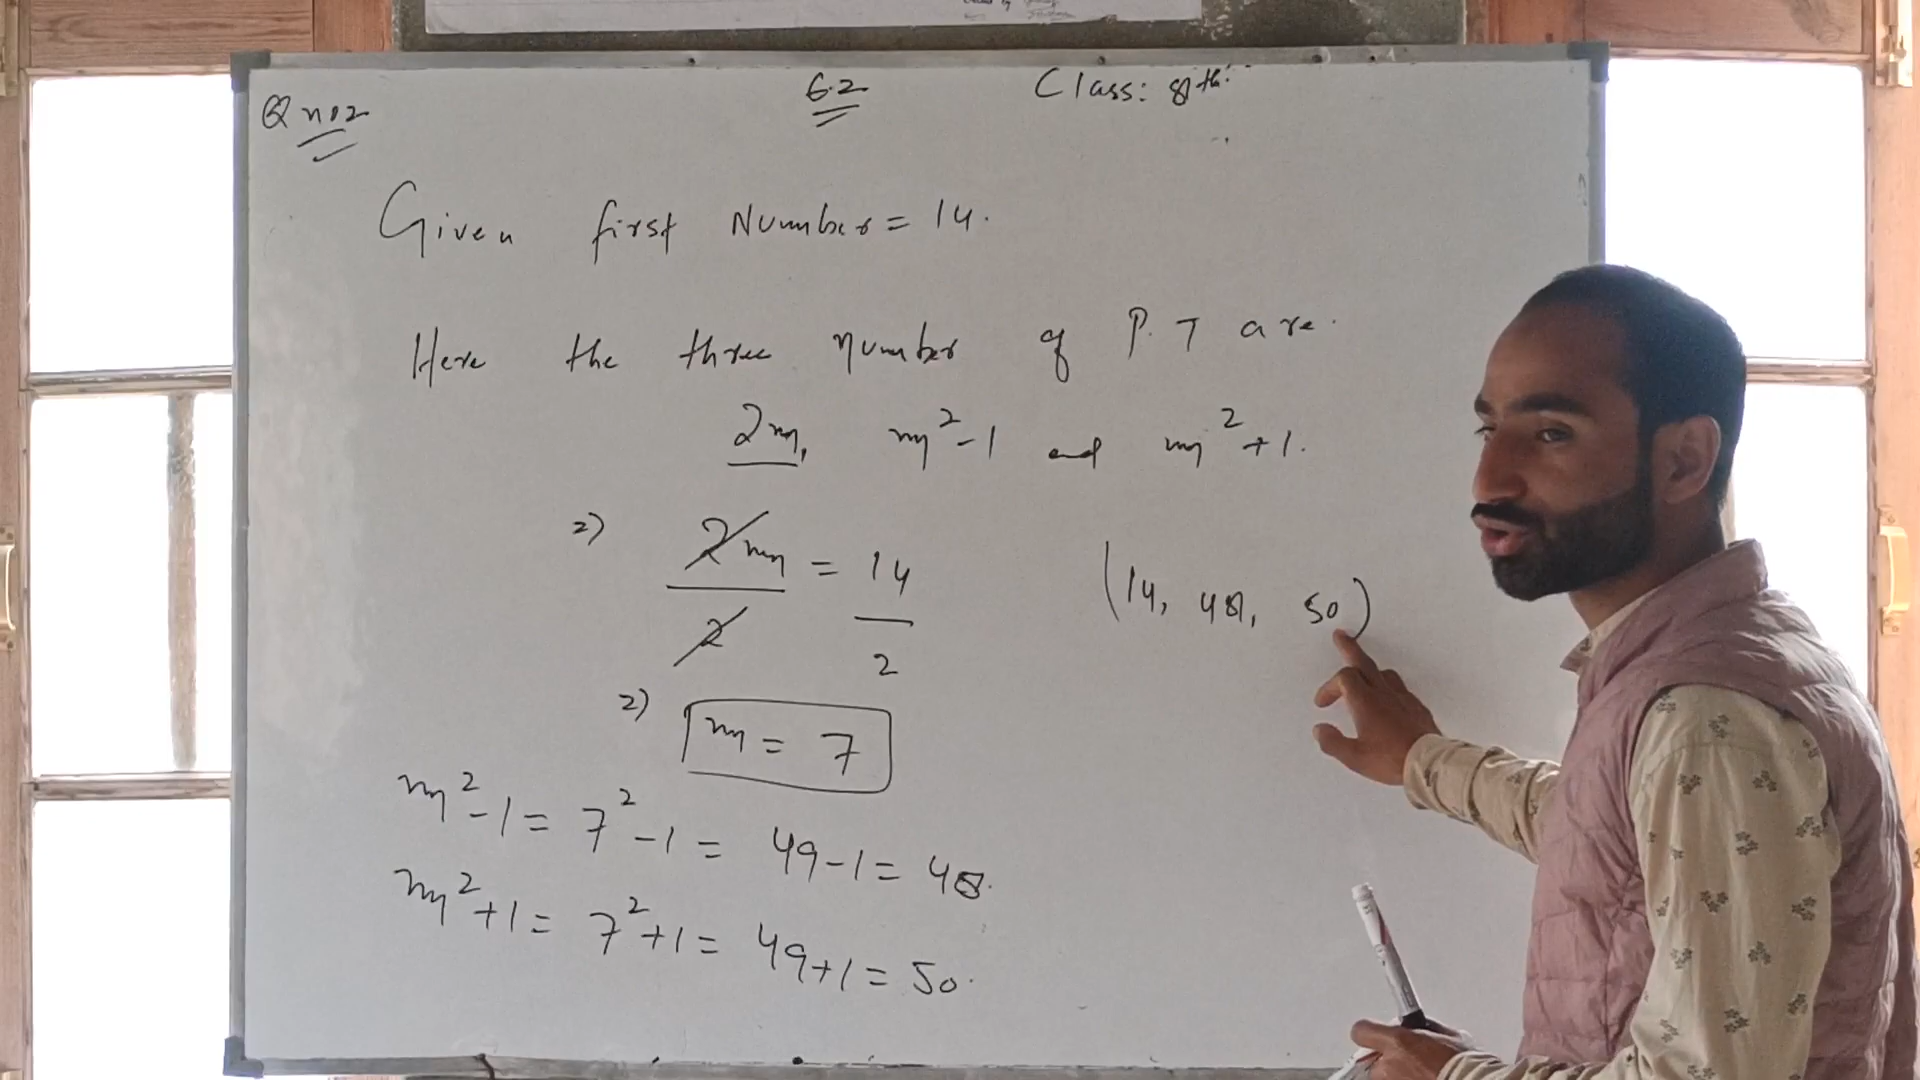 Q no2
6.2
Class: 8th
Given first Number = 14.
Here the three number of P.T are.
2m, m²-1 and m²+1.
2m/2 = 14/2
(14, 48, 50)
m = 7
m²-1 = 7²-1 = 49-1 = 48.
m²+1 = 7²+1 = 49+1 = 50.